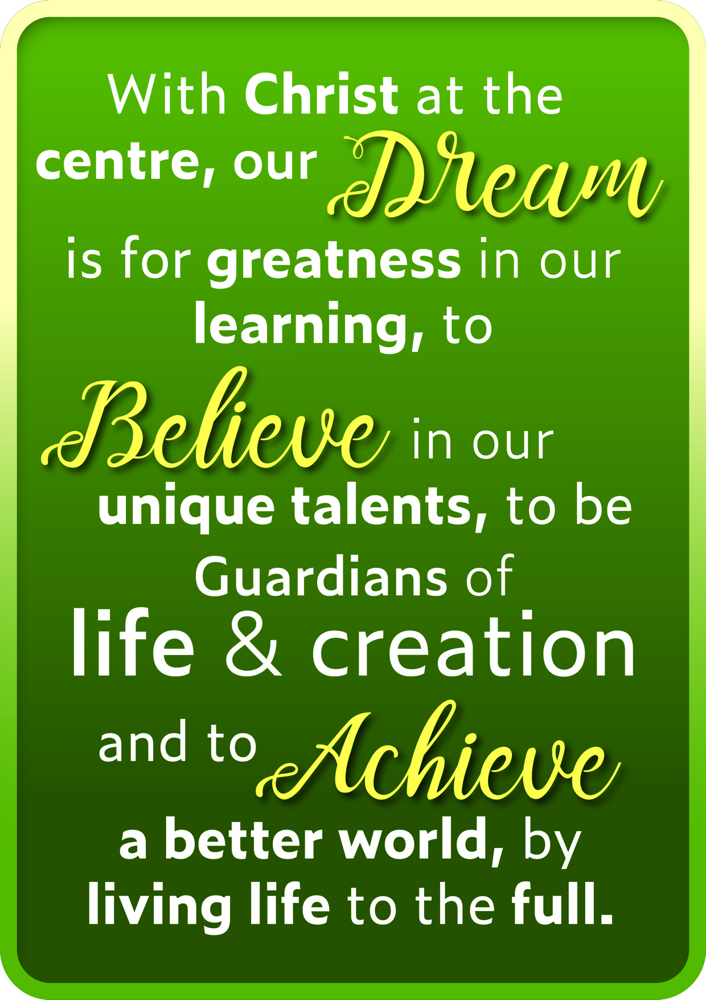 With Christ at the
centre, our Dream
is for greatness in our
learning, to
Believe in our
unique talents, to be
Guardians of
life & creation
and to Achieve
a better world, by
living life to the full.